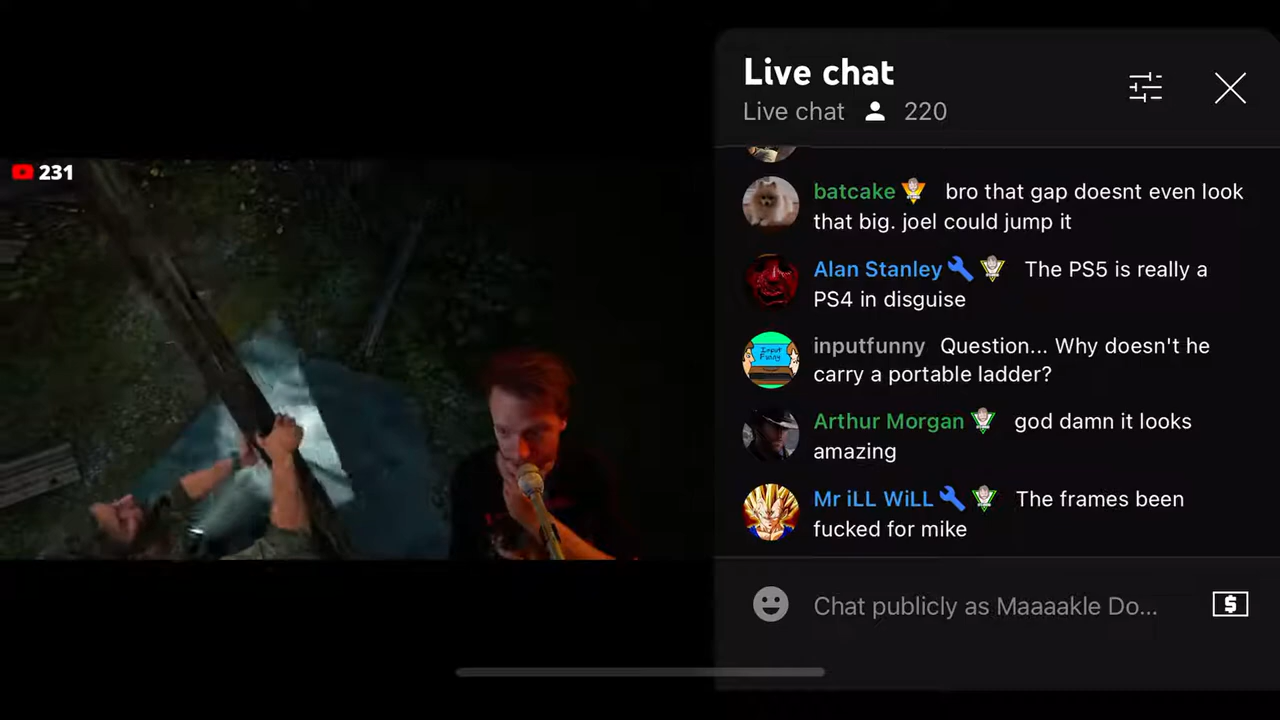 Live chat
Live chat 220
231
batcake bro that gap doesnt even look
that big. joel could jump it
Alan Stanley The PS5 is really a
PS4 in disguise
Input
Funny
inputfunny Question... Why doesn't he
carry a portable ladder?
Arthur Morgan god damn it looks
amazing
Mr iLL WiLL The frames been
fucked for mike
Chat publicly as Maaaakle Do...
$